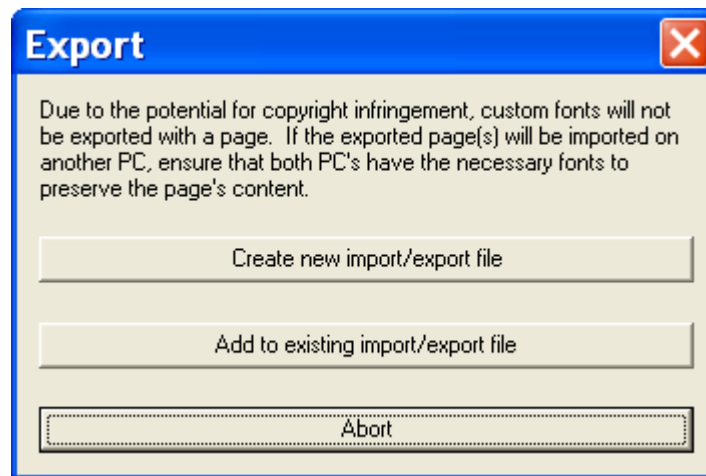 Export
Due to the potential for copyright infringement, custom fonts will not
be exported with a page.  If the exported page(s) will be imported on
another PC, ensure that both PC's have the necessary fonts to
preserve the page's content.
Create new import/export file
Add to existing import/export file
Abort